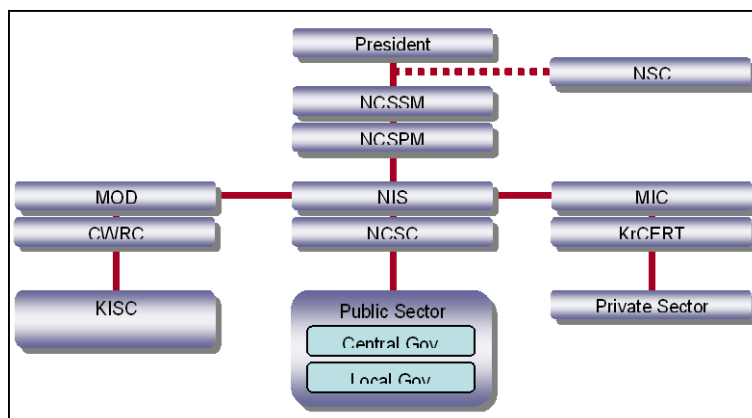 President
NSC
NCSSM
NCSPM
MOD
NIS
MIC
CWRC
NCSC
KrCERT
KISC
Public Sector
Private Sector
Central Gov
Local Gov